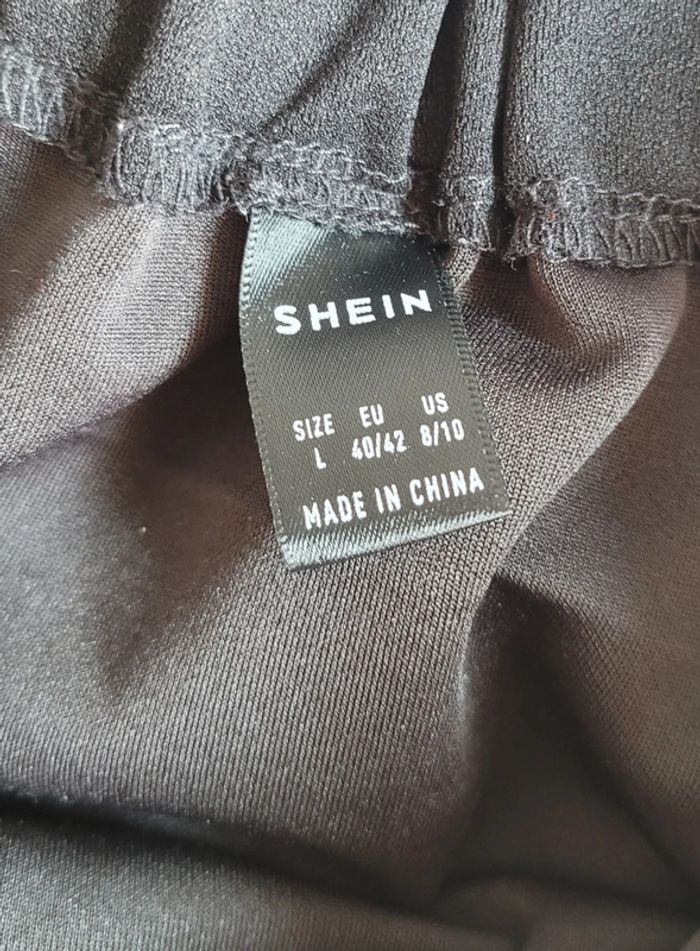 SHEIN
SIZE EU US
L 40/42 8/10
MADE IN CHINA